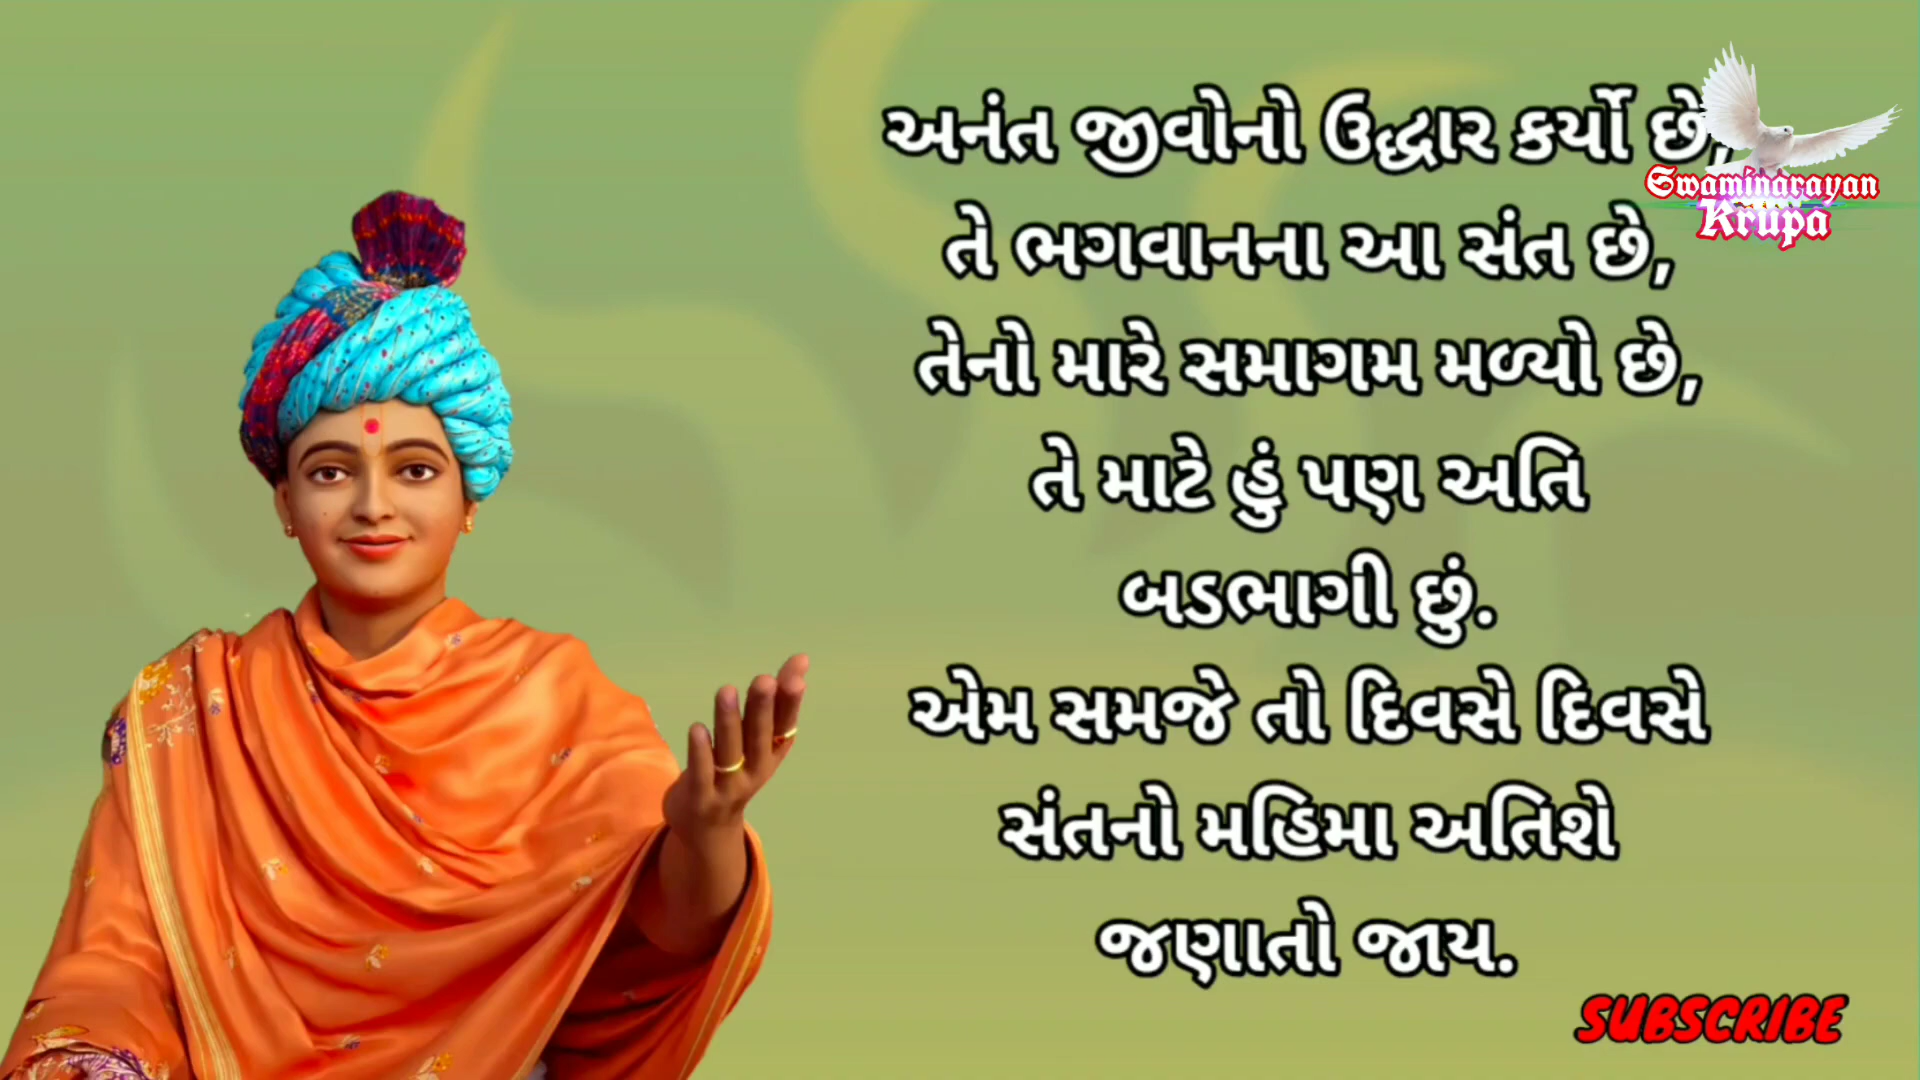 અનંત જીવોનો ઉદ્ધાર કર્યો છે,
તે ભગવાનના આ સંત છે,
તેનો મારે સમાગમ મળ્યો છે,
તે માટે હું પણ અતિ
બડભાગી છું.
એમ સમજે તો દિવસે દિવસે
સંતનો મહિમા અતિશે
જણાતો જાય.
Swaminarayan
Krupa
SUBSCRIBE